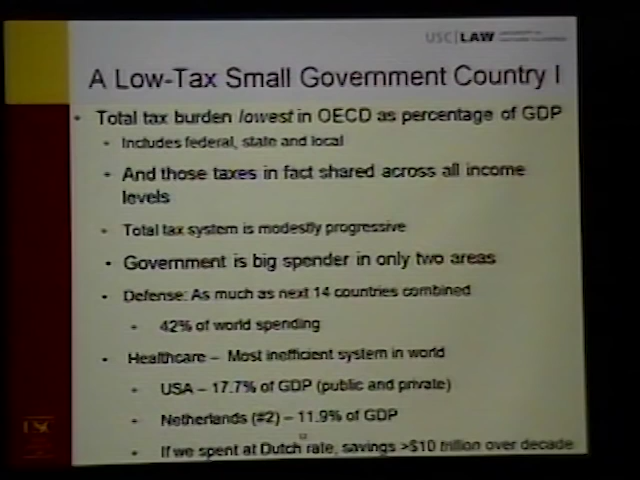 USC LAW
A Low-Tax Small Government Country I
• Total tax burden lowest in OECD as percentage of GDP
• Includes federal, state and local
• And those taxes in fact shared across all income
levels
• Total tax system is modestly progressive
• Government is big spender in only two areas
• Defense: As much as next 14 countries combined
• 42% of world spending
• Healthcare – Most inefficient system in world
• USA – 17.7% of GDP (public and private)
• Netherlands (#2) – 11.9% of GDP
• If we spent at Dutch rate, savings >$10 trillion over decade
USC